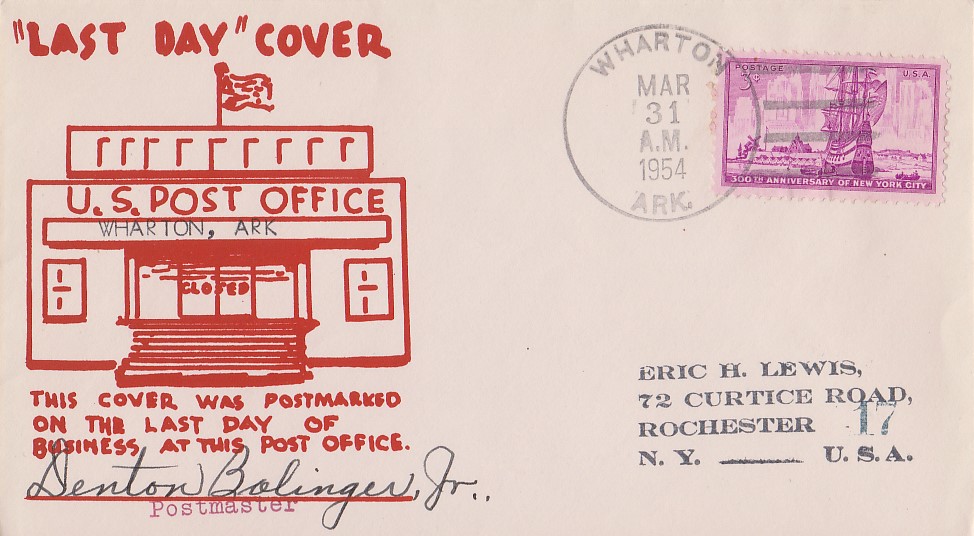 "LAST DAY" COVER
U.S. POST OFFICE
WHARTON, ARK
CLOSED
THIS COVER WAS POSTMARKED
ON THE LAST DAY OF
BUSINESS AT THIS POST OFFICE.
Denton Bolinger, Jr.
Postmaster
WHARTON
MAR
31
A.M.
1954
ARK.
POSTAGE U.S.A.
3¢
300TH ANNIVERSARY OF NEW YORK CITY
ERIC H. LEWIS,
72 CURTICE ROAD,
ROCHESTER 17
N. Y. —— U. S. A.